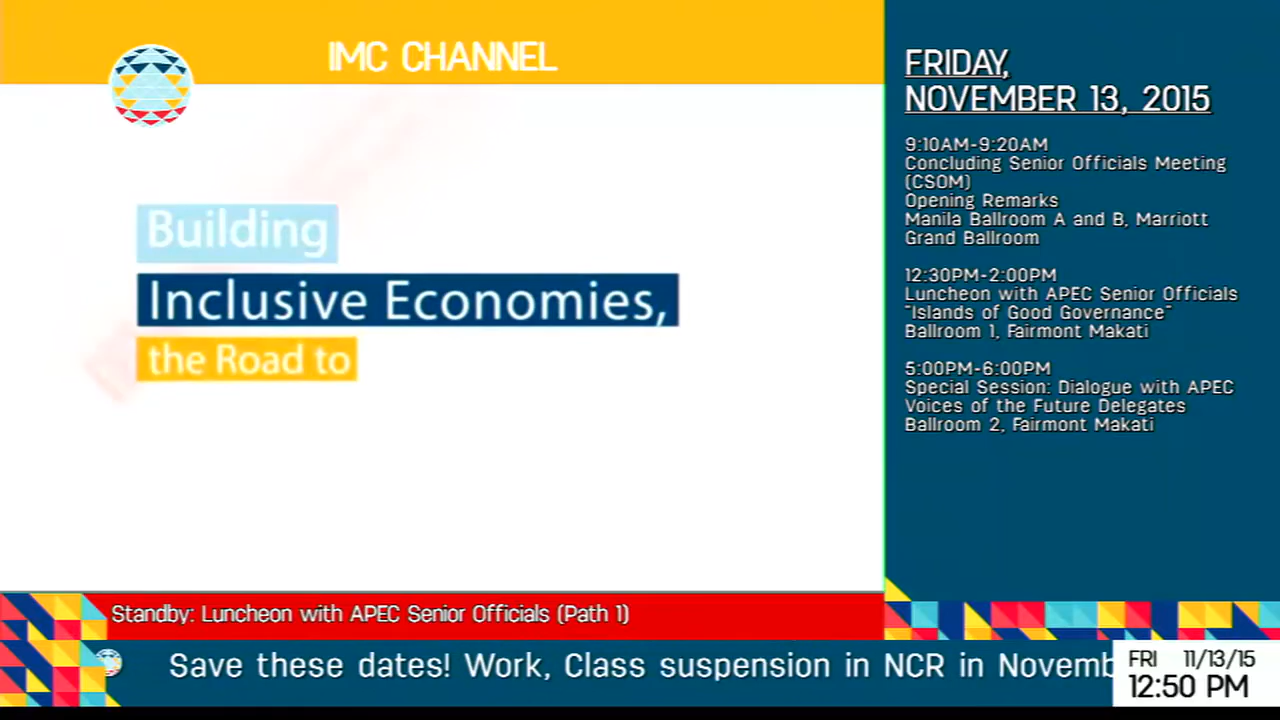 IMC CHANNEL
Building
Inclusive Economies,
the Road to
FRIDAY,
NOVEMBER 13, 2015
9:10AM-9:20AM
Concluding Senior Officials Meeting
(CSOM)
Opening Remarks
Manila Ballroom A and B, Marriott
Grand Ballroom
12:30PM-2:00PM
Luncheon with APEC Senior Officials
"Islands of Good Governance"
Ballroom 1, Fairmont Makati
5:00PM-6:00PM
Special Session: Dialogue with APEC
Voices of the Future Delegates
Ballroom 2, Fairmont Makati
Standby: Luncheon with APEC Senior Officials (Path 1)
Save these dates! Work, Class suspension in NCR in Novemb
FRI 11/13/15
12:50 PM